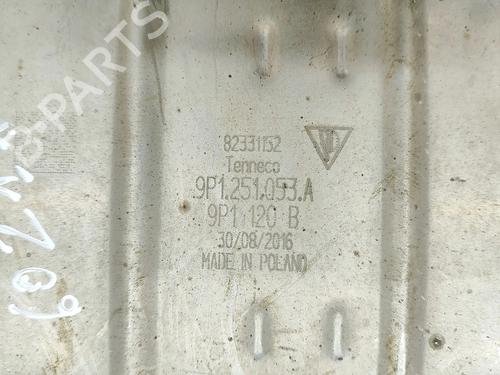 B-PARTS
82331152
Tenneco
9P1.251.053.A
9P1 120 B
30/08/2016
MADE IN POLAND